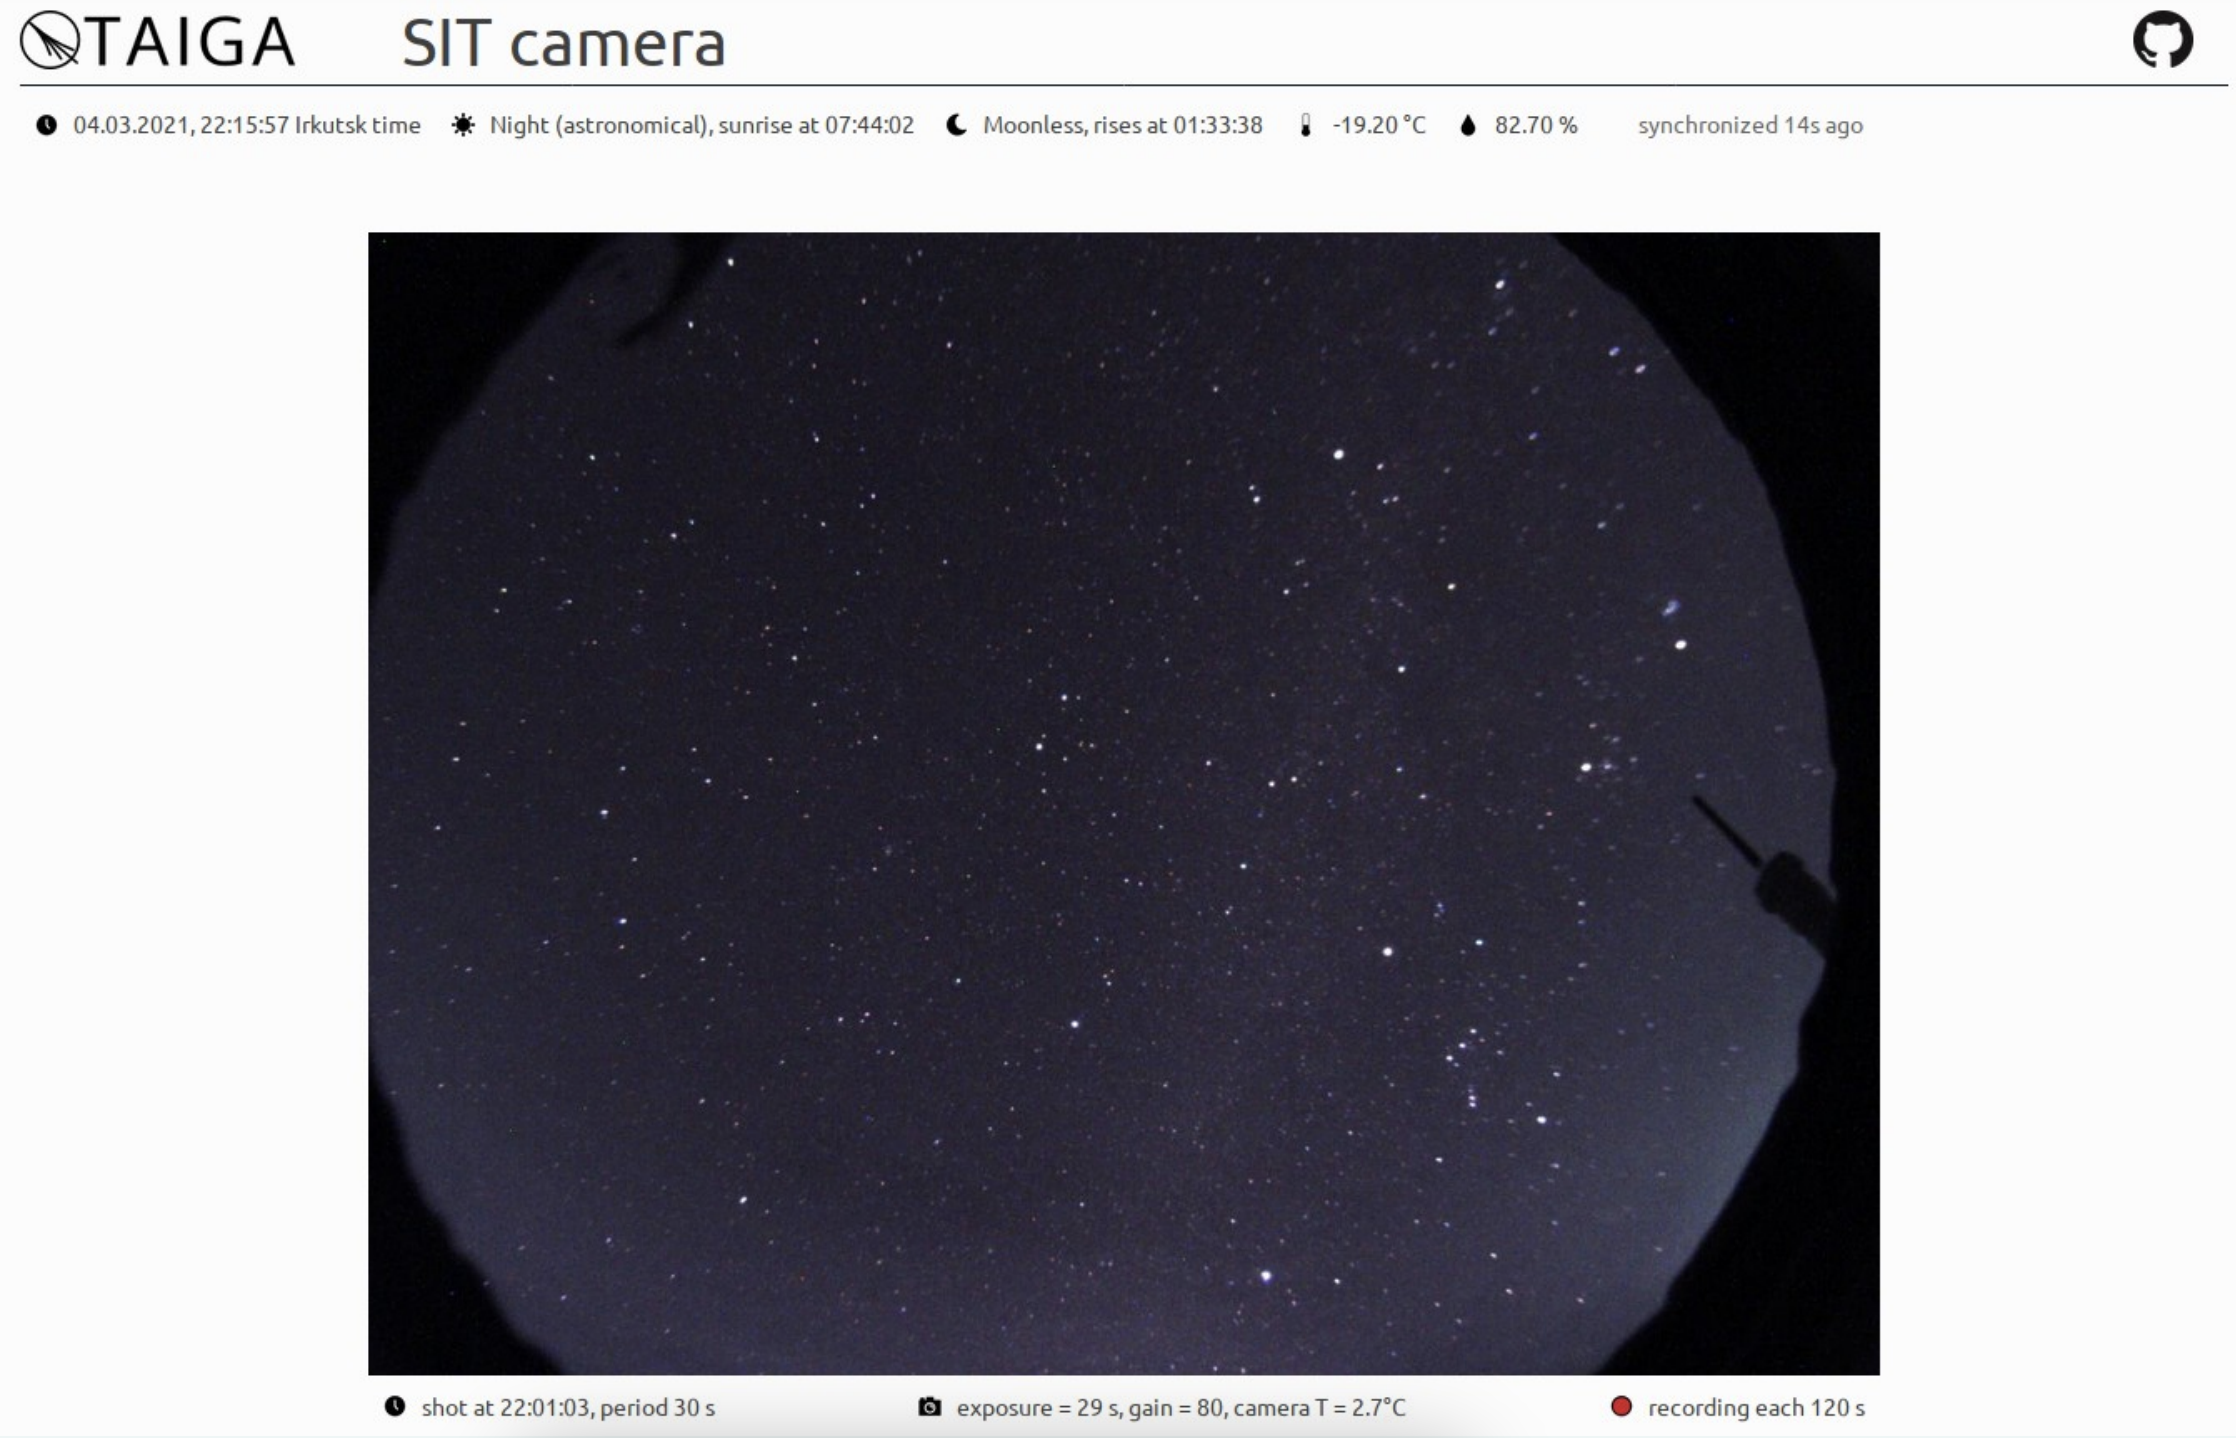 TAIGA SIT camera
04.03.2021, 22:15:57 Irkutsk time Night (astronomical), sunrise at 07:44:02 Moonless, rises at 01:33:38 -19.20 °C 82.70 % synchronized 14s ago
shot at 22:01:03, period 30 s exposure = 29 s, gain = 80, camera T = 2.7°C recording each 120 s